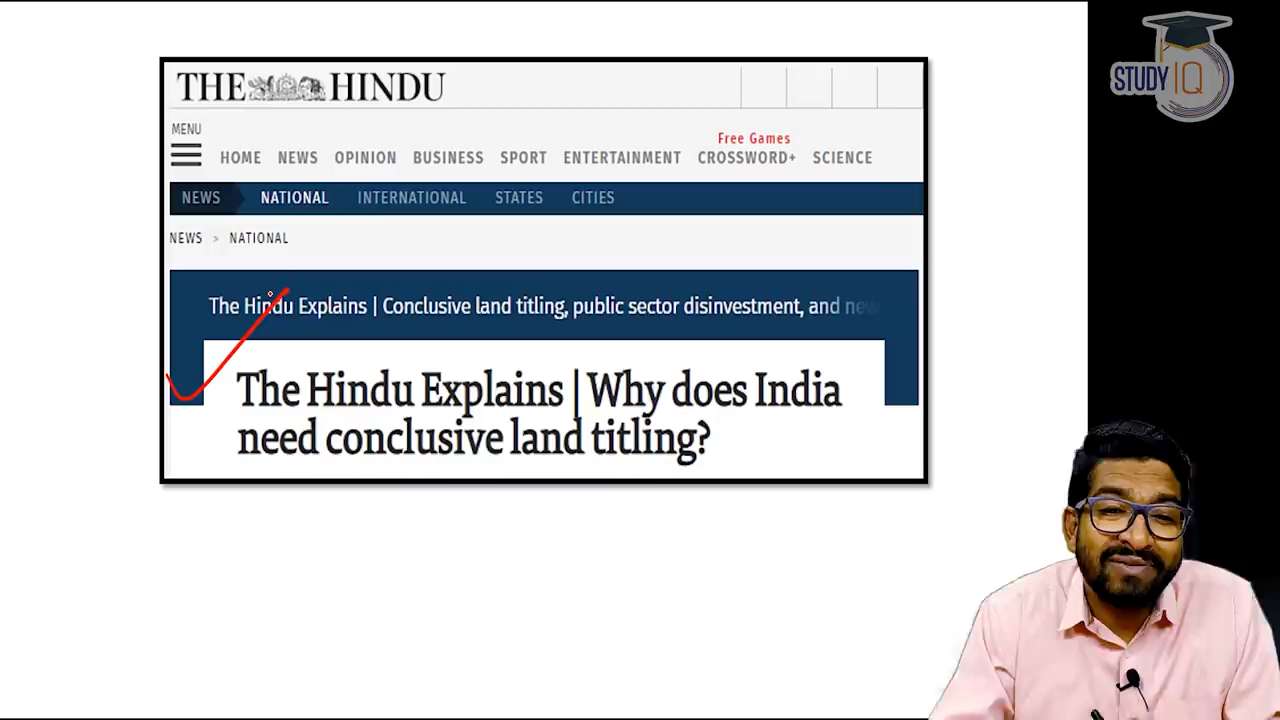 THE HINDU
MENU
Free Games
HOME NEWS OPINION BUSINESS SPORT ENTERTAINMENT CROSSWORD+ SCIENCE
NEWS NATIONAL INTERNATIONAL STATES CITIES
NEWS > NATIONAL
The Hindu Explains | Conclusive land titling, public sector disinvestment, and
The Hindu Explains | Why does India
need conclusive land titling?
STUDY IQ